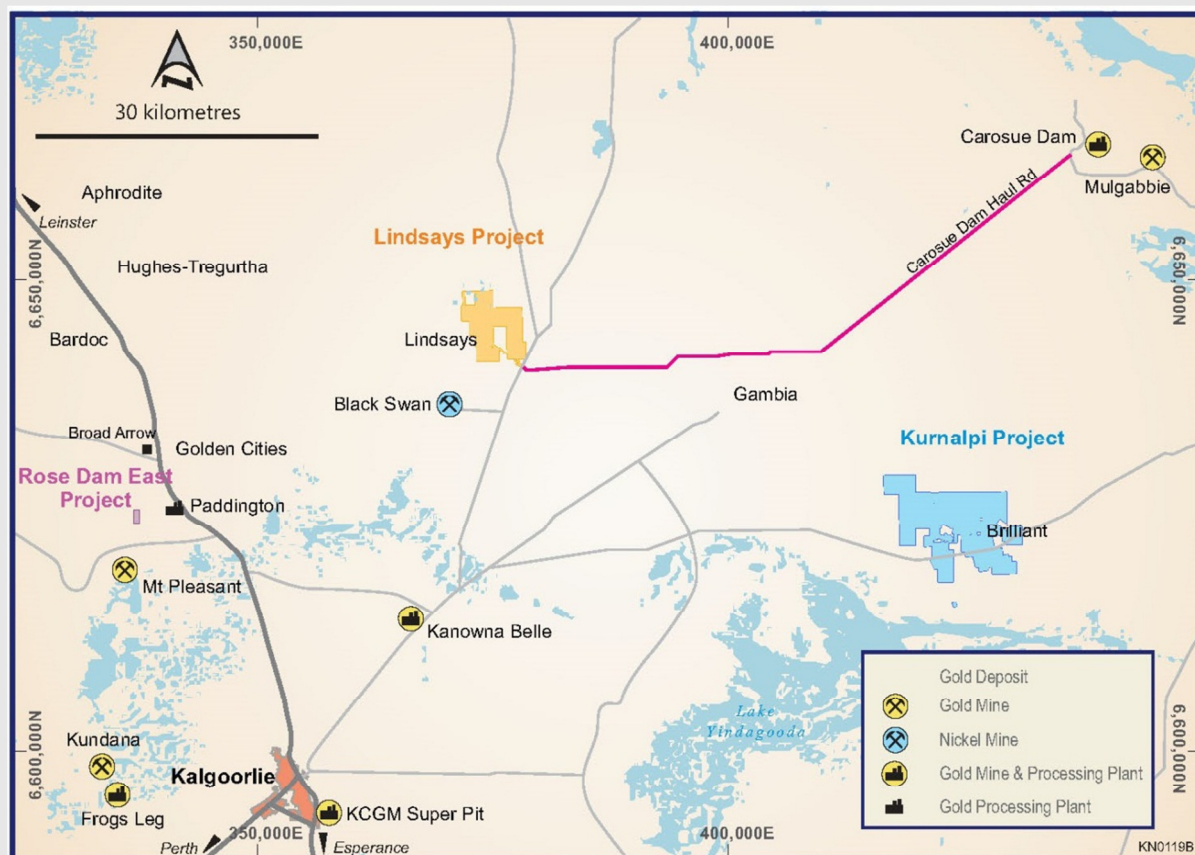 350,000E
400,000E
30 kilometres
Carosue Dam
Mulgabbie
Carosue Dam Haul Rd
Aphrodite
Leinster
Lindsays Project
Hughes-Tregurtha
6,650,000N
6,650,000N
Bardoc
Lindsays
Black Swan
Gambia
Broad Arrow
Golden Cities
Kurnalpi Project
Rose Dam East
Project
Paddington
Brilliant
Mt Pleasant
Kanowna Belle
Lake
Yindagooda
Gold Deposit
Gold Mine
Nickel Mine
Gold Mine & Processing Plant
Gold Processing Plant
6,600,000N
6,600,000N
Kundana
Kalgoorlie
Frogs Leg
KCGM Super Pit
350,000E
400,000E
Perth
Esperance
KN0119B